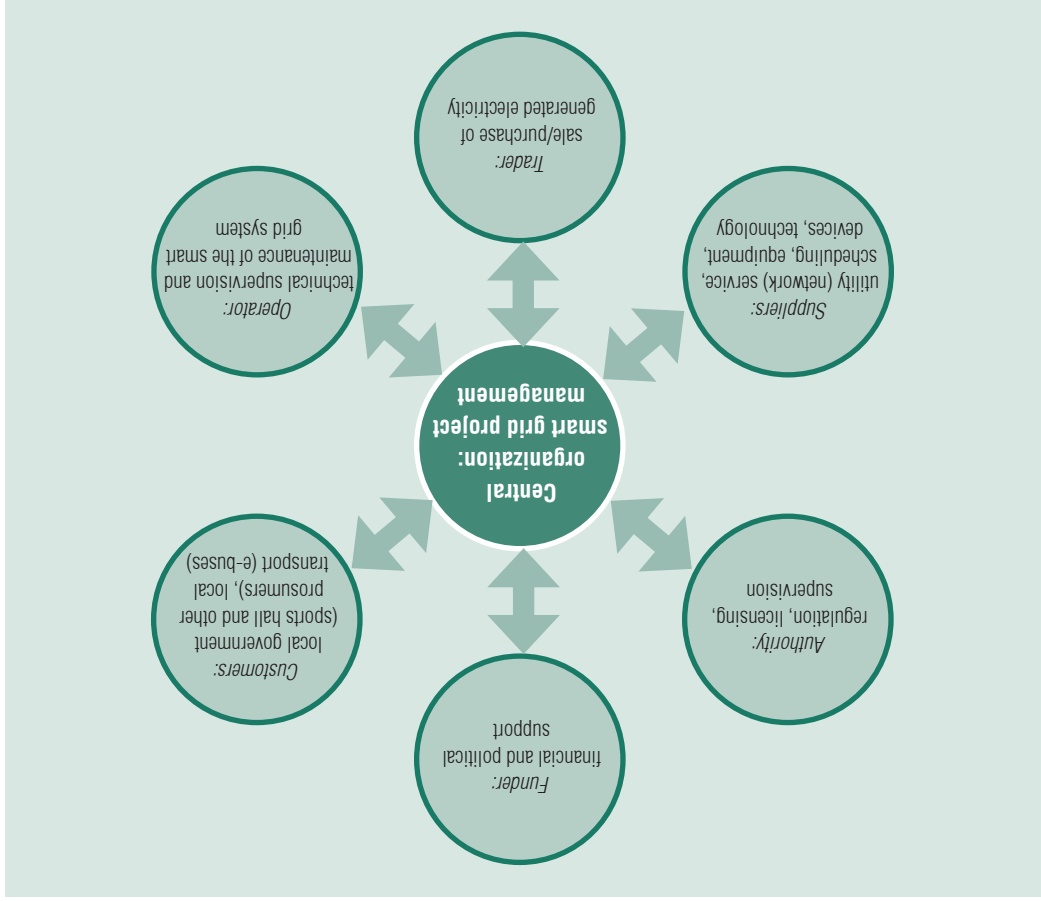 Funder:
financial and political
support
Authority:
regulation, licensing,
supervision
Customers:
local government
(sports hall and other
prosumers), local
transport (e-buses)
Central
organization:
smart grid project
management
Suppliers:
utility (network) service,
scheduling, equipment,
devices, technology
Operator:
technical supervision and
maintenance of the smart
grid system
Trader:
sale/purchase of
generated electricity